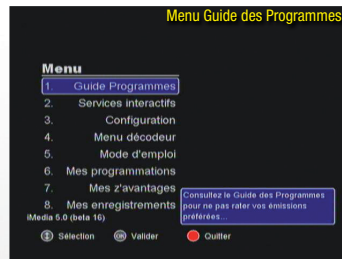 Menu Guide des Programmes
Menu
1. Guide Programmes
2. Services interactifs
3. Configuration
4. Menu décodeur
5. Mode d'emploi
6. Mes programmations
7. Mes z'avantages
8. Mes enregistrements
Consultez le Guide des Programmes
pour ne pas rater vos émissions
préférées...
iMedia 5.0 (beta 16)
Sélection OK Valider Quitter